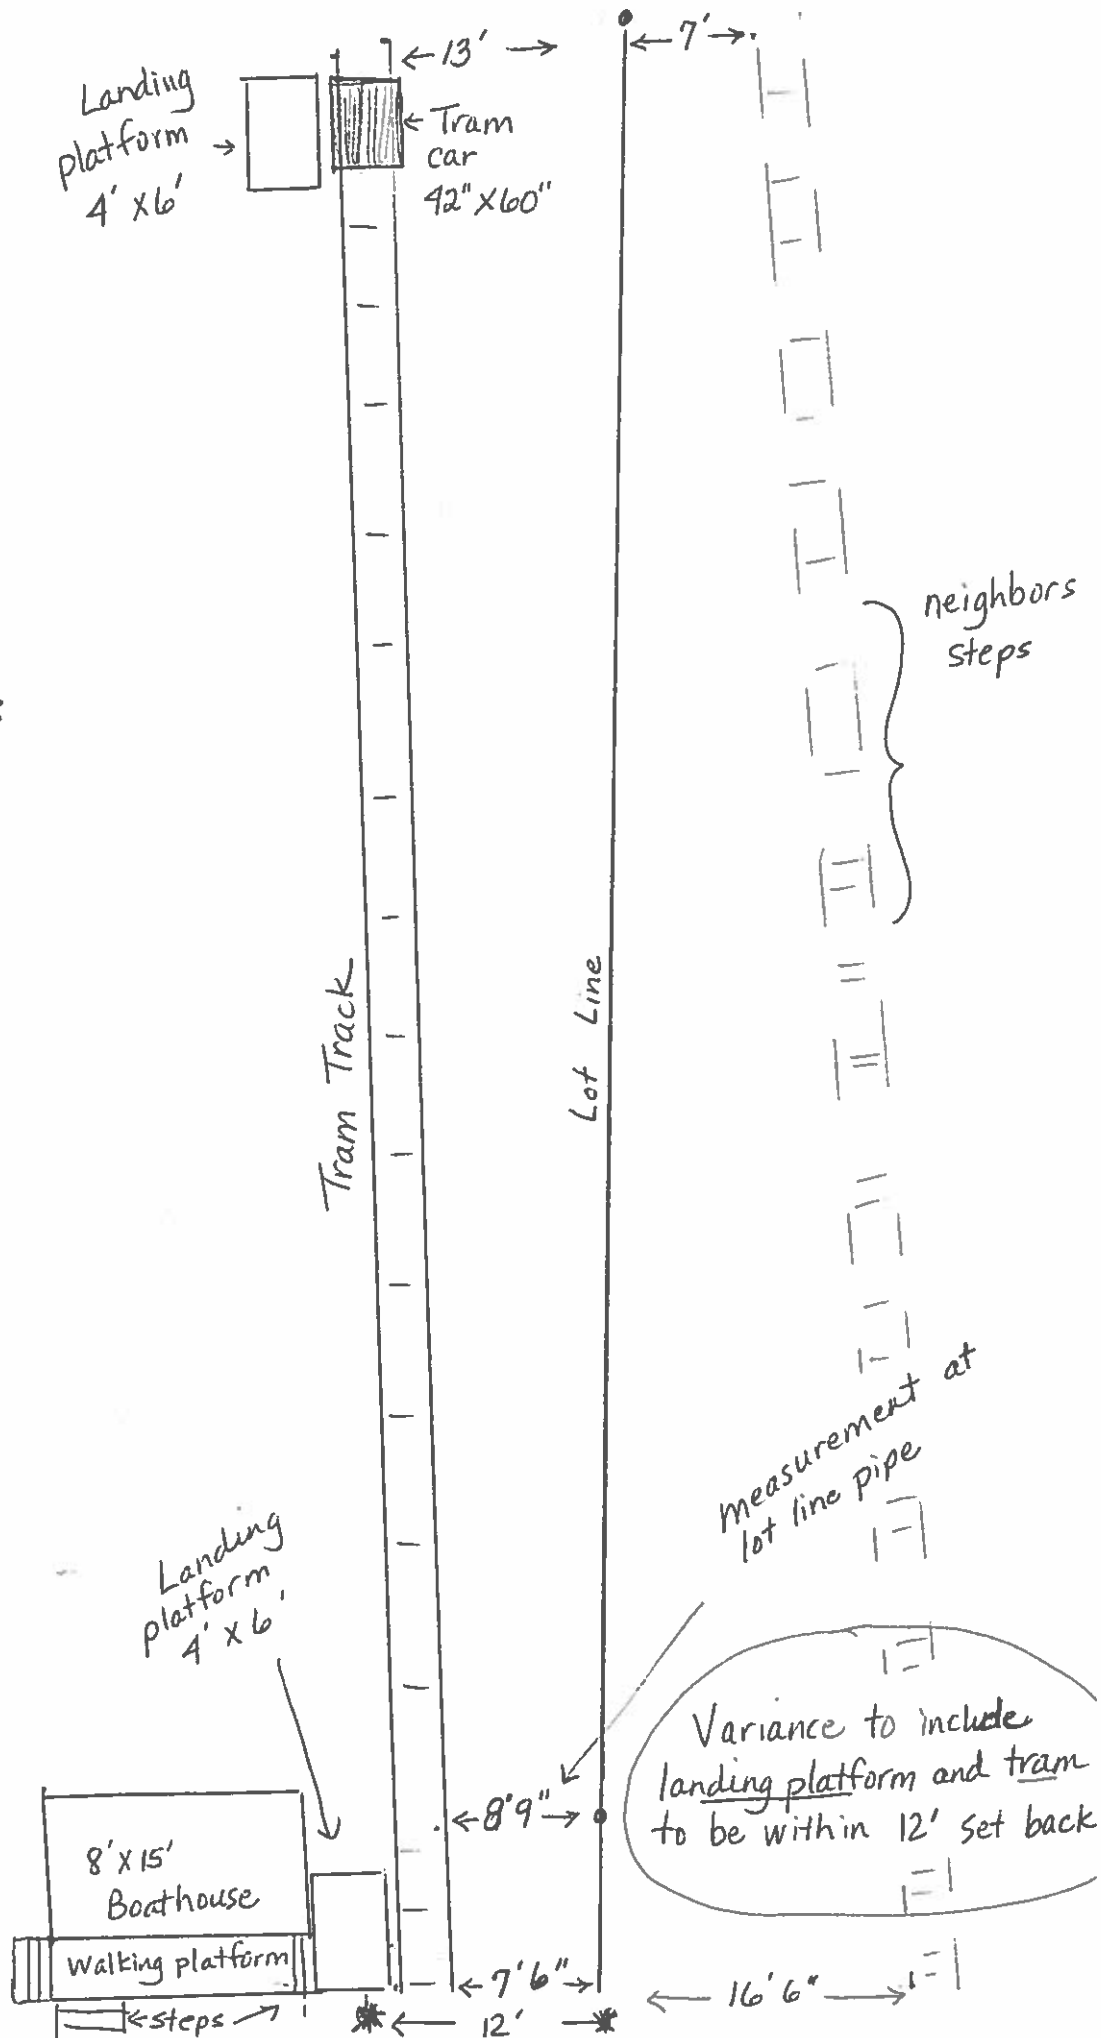 13'
7'
Landing
platform
4' x 6'
Tram
car
42" x 60"
neighbors
steps
Tram Track
Lot Line
measurement at
lot line pipe
Landing
platform
4' x 6'
Variance to include
landing platform and tram
to be within 12' set back
8'9"
8' x 15'
Boathouse
walking platform
steps
7'6"
12'
16'6"